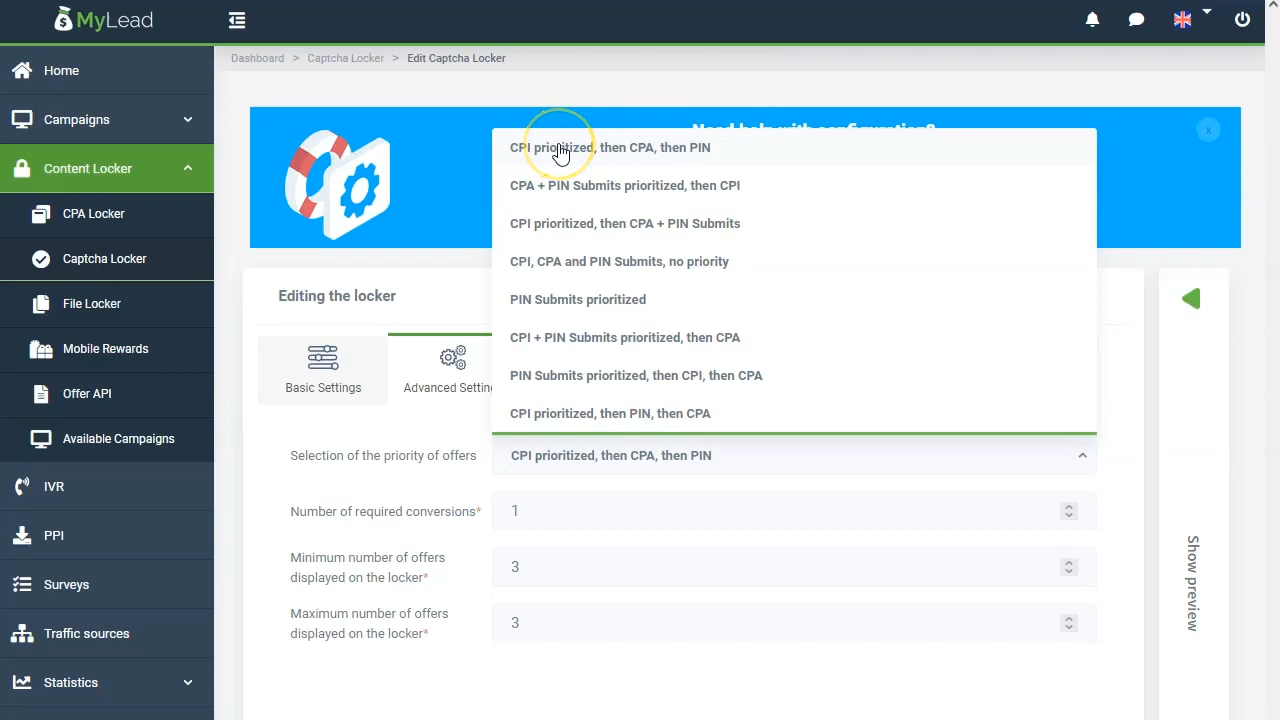 MyLead
Dashboard > Captcha Locker > Edit Captcha Locker
Home
Campaigns
Content Locker
CPA Locker
Captcha Locker
File Locker
Mobile Rewards
Offer API
Available Campaigns
IVR
PPI
Surveys
Traffic sources
Statistics
Need help with configuration?
x
CPI prioritized, then CPA, then PIN
CPA + PIN Submits prioritized, then CPI
CPI prioritized, then CPA + PIN Submits
CPI, CPA and PIN Submits, no priority
PIN Submits prioritized
CPI + PIN Submits prioritized, then CPA
PIN Submits prioritized, then CPI, then CPA
CPI prioritized, then PIN, then CPA
Editing the locker
Basic Settings
Advanced Settin
Selection of the priority of offers
CPI prioritized, then CPA, then PIN
Number of required conversions*
1
Minimum number of offers
displayed on the locker*
3
Maximum number of offers
displayed on the locker*
3
Show preview